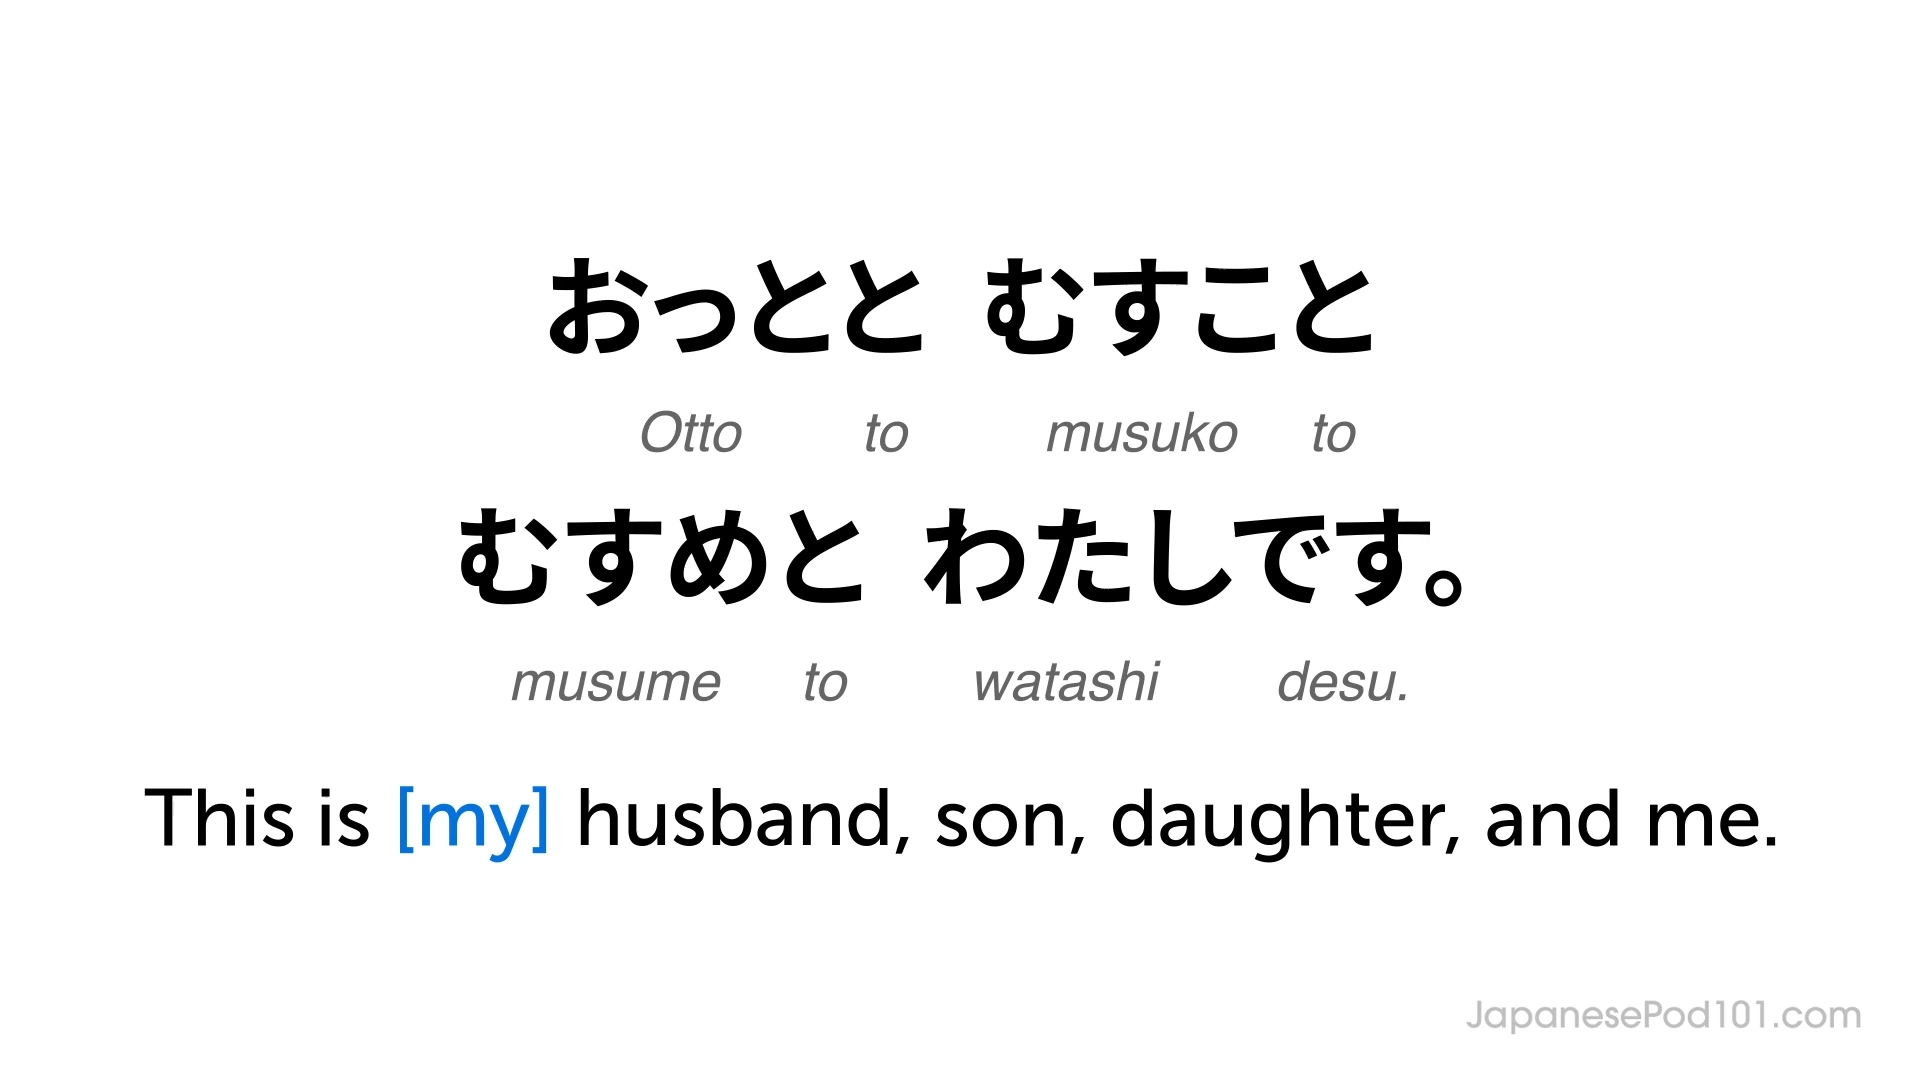 おっとと むすこと
Otto to musuko to
むすめと わたしです。
musume to watashi desu.
This is [my] husband, son, daughter, and me.
JapanesePod101.com